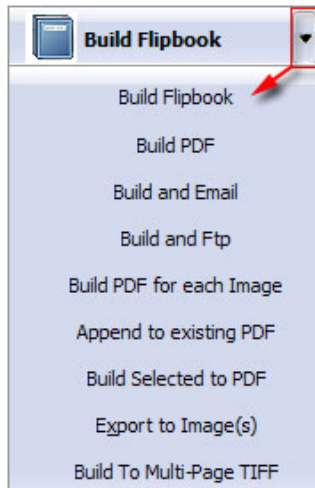 Build Flipbook
Build Flipbook
Build PDF
Build and Email
Build and Ftp
Build PDF for each Image
Append to existing PDF
Build Selected to PDF
Export to Image(s)
Build To Multi-Page TIFF